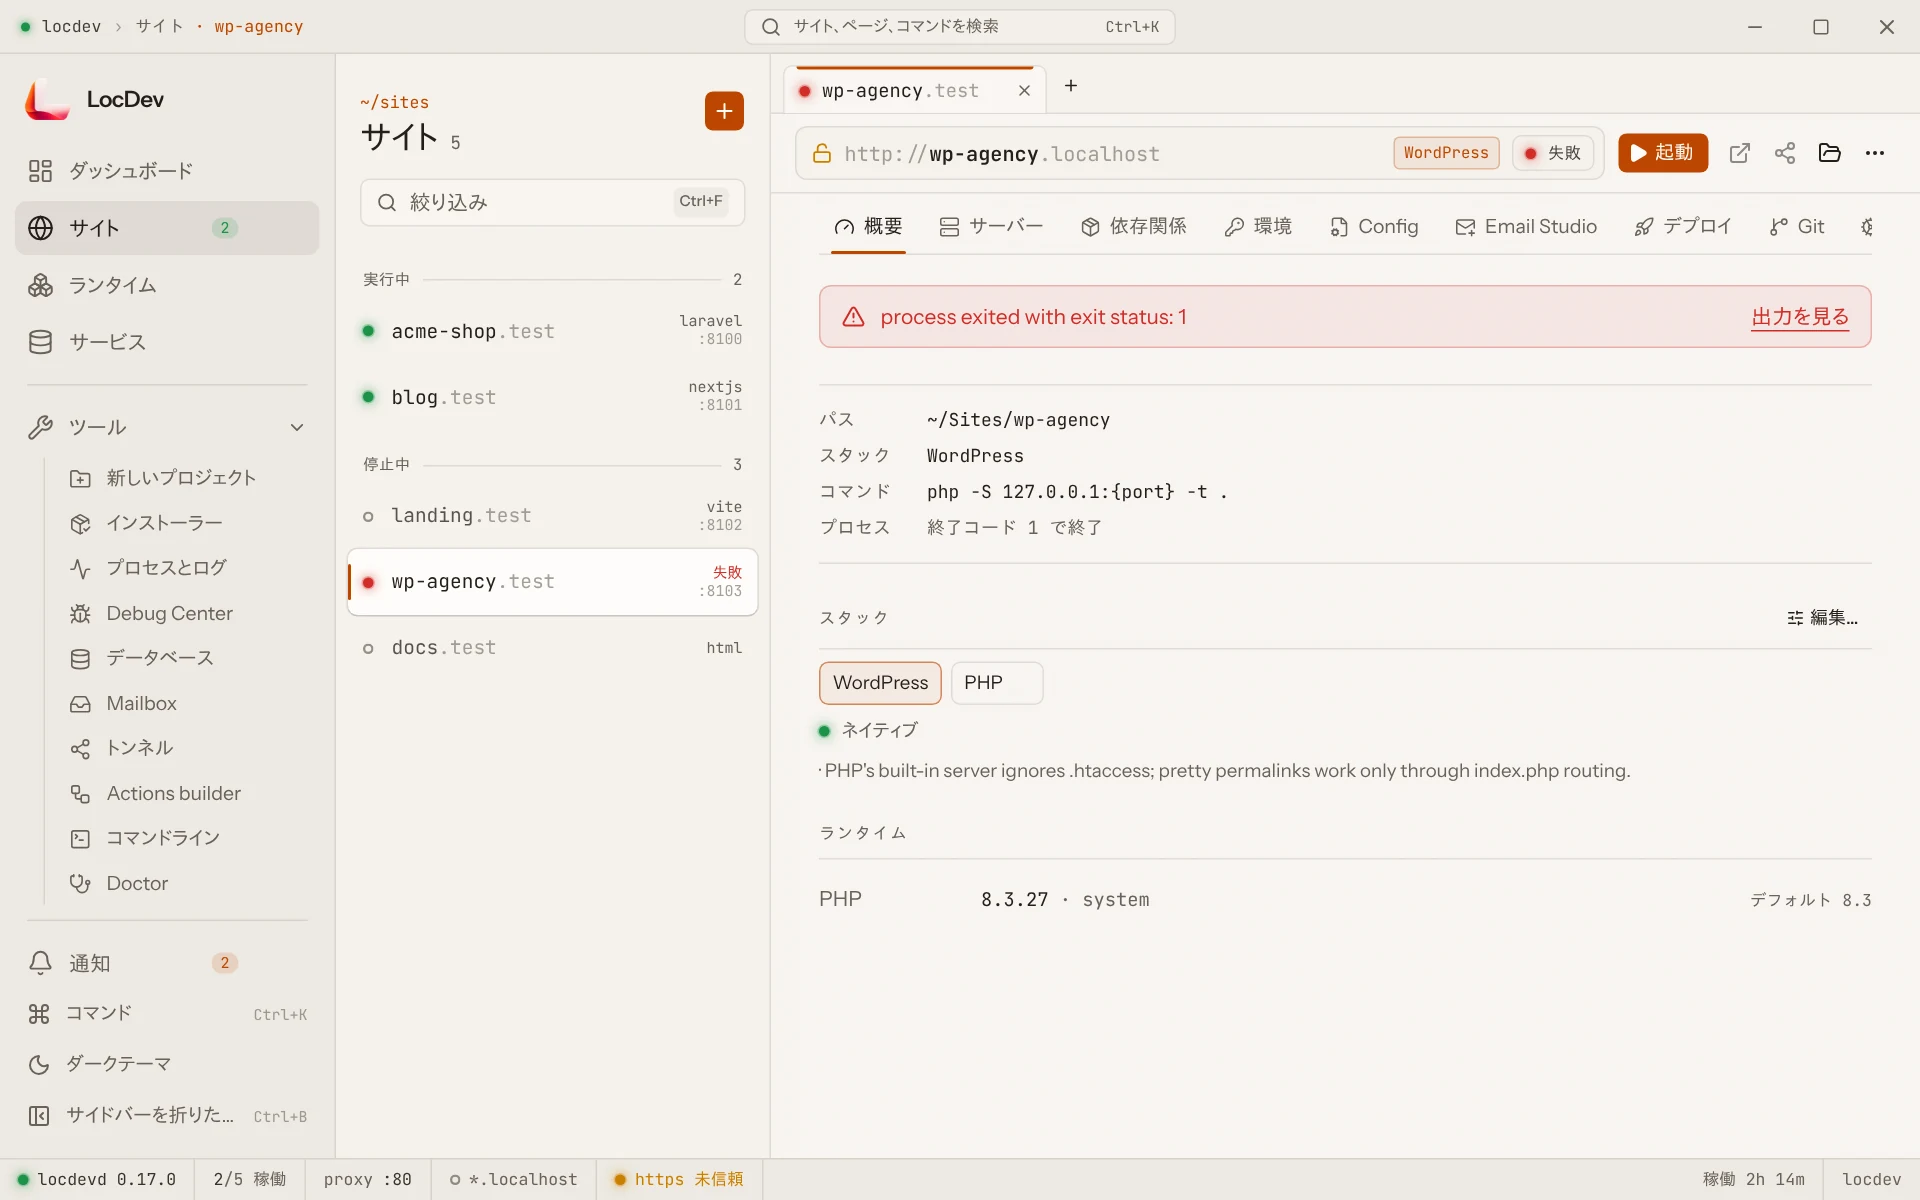 locdev › サイト · wp-agency
サイト、ページ、コマンドを検索 Ctrl+K
LocDev
ダッシュボード
サイト 2
ランタイム
サービス
ツール
新しいプロジェクト
インストーラー
プロセスとログ
Debug Center
データベース
Mailbox
トンネル
Actions builder
コマンドライン
Doctor
通知 2
コマンド Ctrl+K
ダークテーマ
サイドバーを折りた… Ctrl+B
~/sites
サイト 5
絞り込み Ctrl+F
実行中 2
acme-shop.test laravel
:8100
blog.test nextjs
:8101
停止中 3
landing.test vite
:8102
wp-agency.test 失敗
:8103
docs.test html
wp-agency.test
http://wp-agency.localhost WordPress 失敗 起動
概要 サーバー 依存関係 環境 Config Email Studio デプロイ Git
process exited with exit status: 1 出力を見る
パス ~/Sites/wp-agency
スタック WordPress
コマンド php -S 127.0.0.1:{port} -t .
プロセス 終了コード 1 で終了
スタック 編集…
WordPress PHP
ネイティブ
· PHP's built-in server ignores .htaccess; pretty permalinks work only through index.php routing.
ランタイム
PHP 8.3.27 · system デフォルト 8.3
locdevd 0.17.0 2/5 稼働 proxy :80 *.localhost https 未信頼 稼働 2h 14m locdev